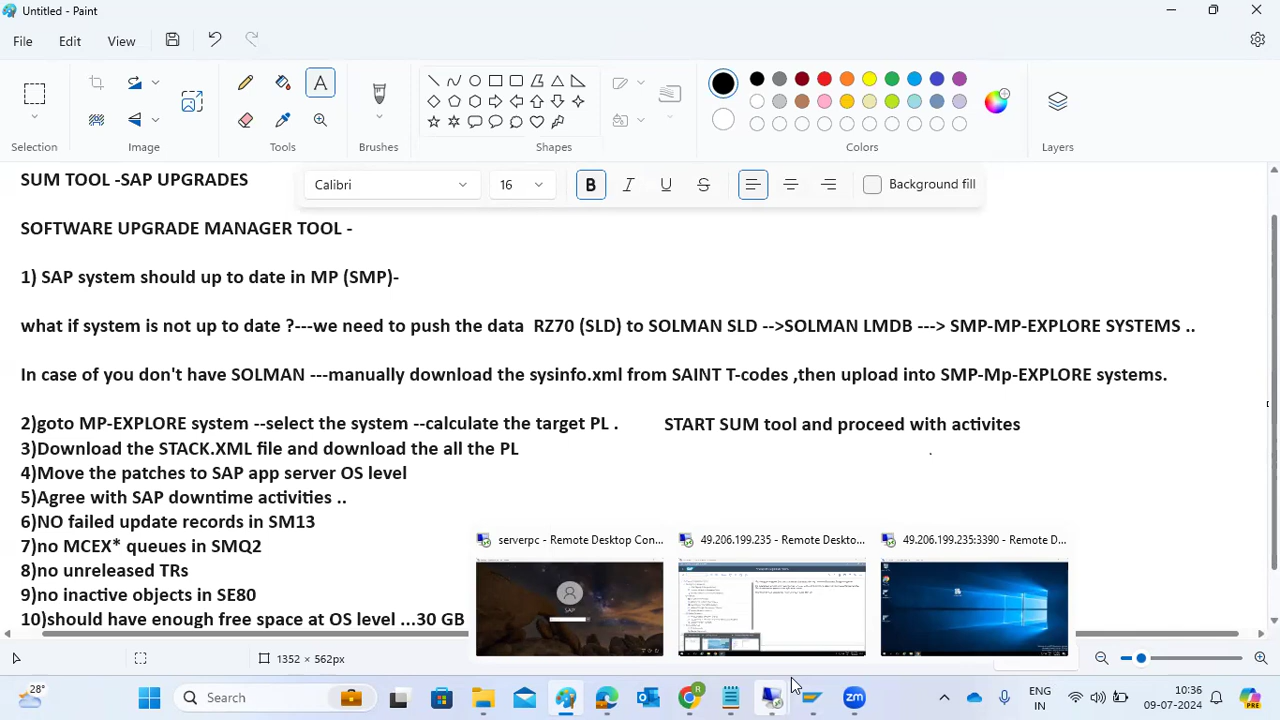 Untitled - Paint
File Edit View
Selection Image Tools Brushes Shapes Colors Layers
Calibri 16 B I U S Background fill
SUM TOOL -SAP UPGRADES
SOFTWARE UPGRADE MANAGER TOOL -
1) SAP system should up to date in MP (SMP)-
what if system is not up to date ?---we need to push the data  RZ70 (SLD) to SOLMAN SLD -->SOLMAN LMDB ---> SMP-MP-EXPLORE SYSTEMS ..
In case of you don't have SOLMAN ---manually download the sysinfo.xml from SAINT T-codes ,then upload into SMP-Mp-EXPLORE systems.
2)goto MP-EXPLORE system --select the system --calculate the target PL . START SUM tool and proceed with activites
3)Download the STACK.XML file and download the all the PL
4)Move the patches to SAP app server OS level
5)Agree with SAP downtime activities ..
6)NO failed update records in SM13
7)no MCEX* queues in SMQ2
8)no unreleased TRs
9)no inactive objects in SE80
10)should have enough free space at OS level ...30 GB
serverpc - Remote Desktop Con... 49.206.199.235 - Remote Deskto... 49.206.199.235:3390 - Remote D...
SAP
1352 × 562px
28°
Search
ENG
IN
10:36
09-07-2024